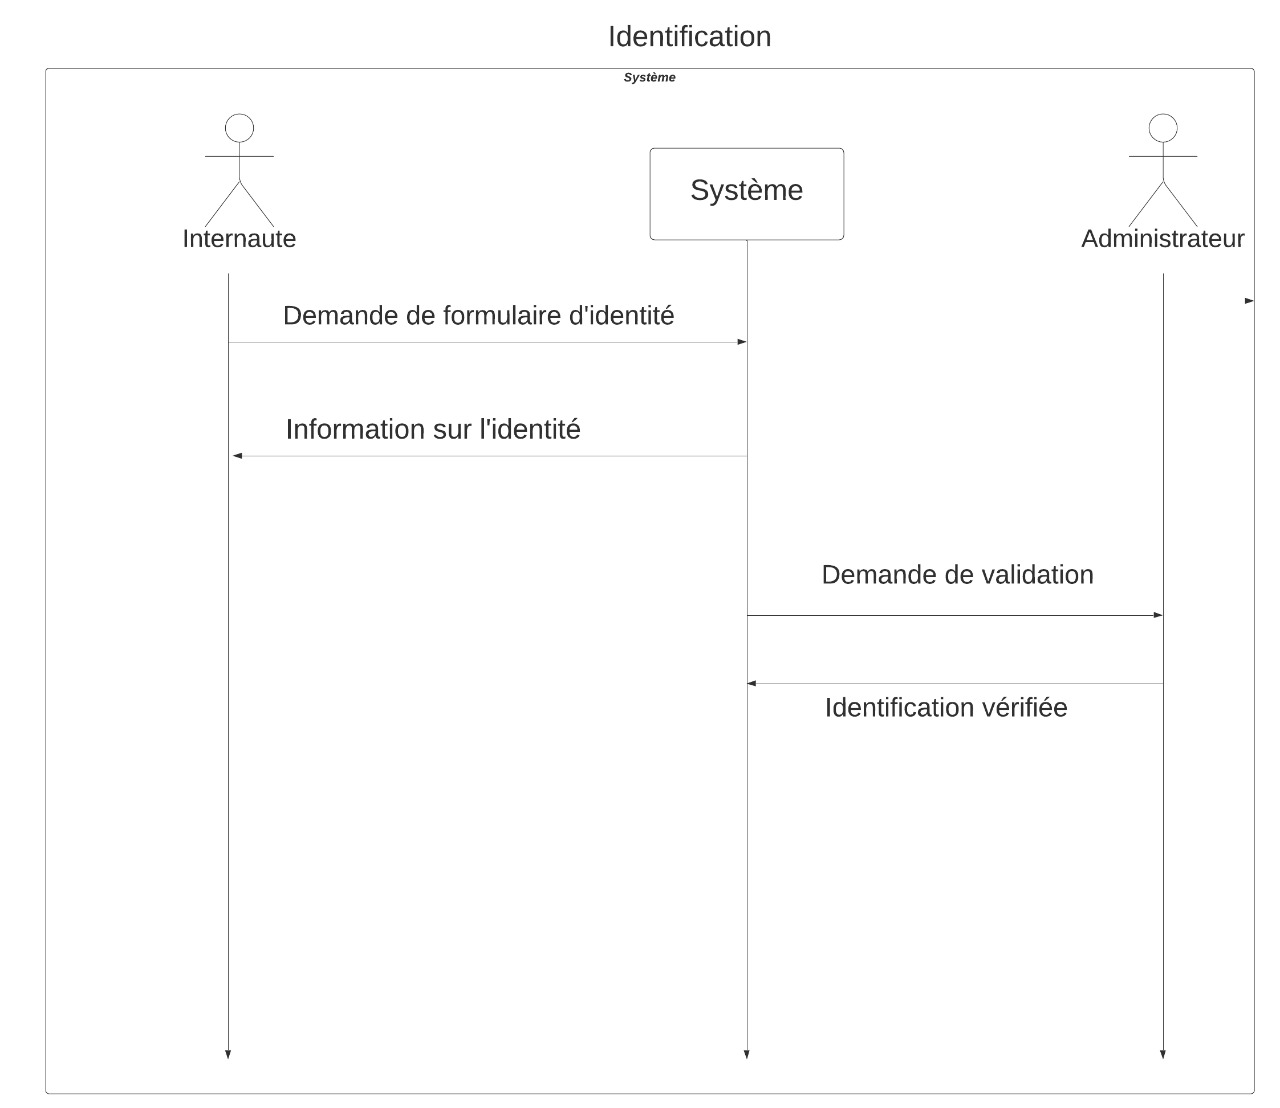 Identification
Système
Internaute
Système
Administrateur
Demande de formulaire d'identité
Information sur l'identité
Demande de validation
Identification vérifiée